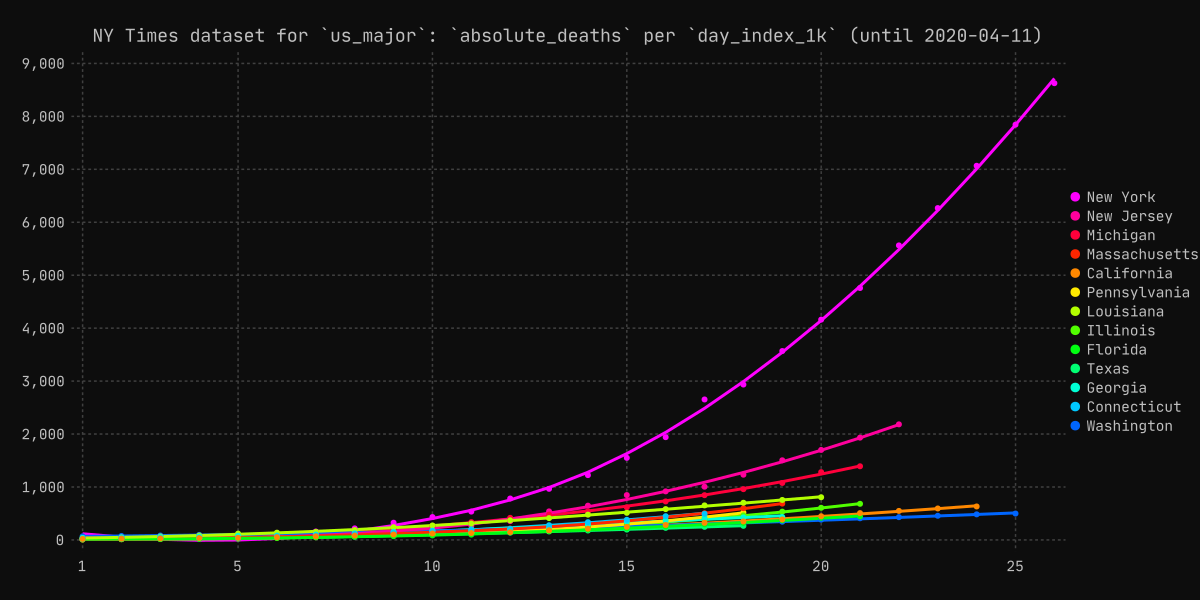 NY Times dataset for `us_major`: `absolute_deaths` per `day_index_1k` (until 2020-04-11)
9,000
8,000
7,000
6,000
5,000
4,000
3,000
2,000
1,000
0
1
5
10
15
20
25
New York
New Jersey
Michigan
Massachusetts
California
Pennsylvania
Louisiana
Illinois
Florida
Texas
Georgia
Connecticut
Washington